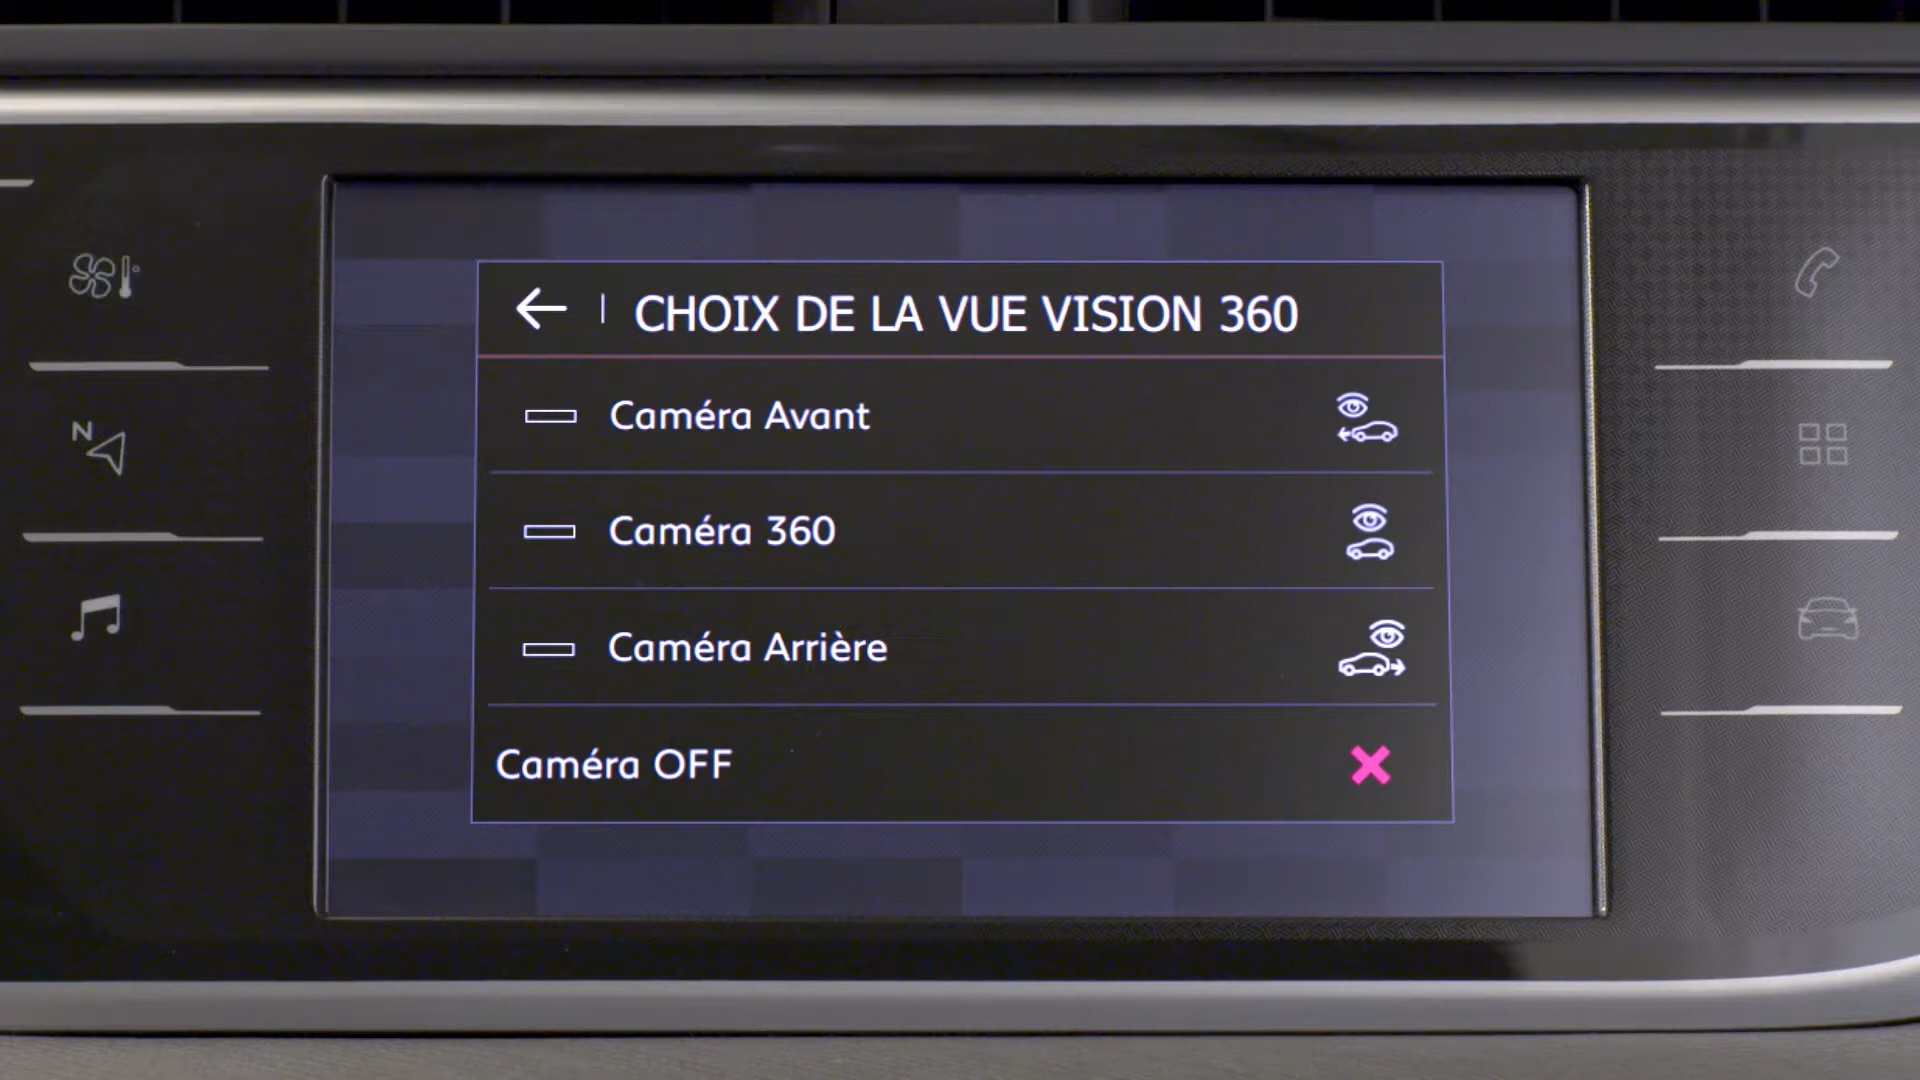 CHOIX DE LA VUE VISION 360
Caméra Avant
N
Caméra 360
Caméra Arrière
Caméra OFF